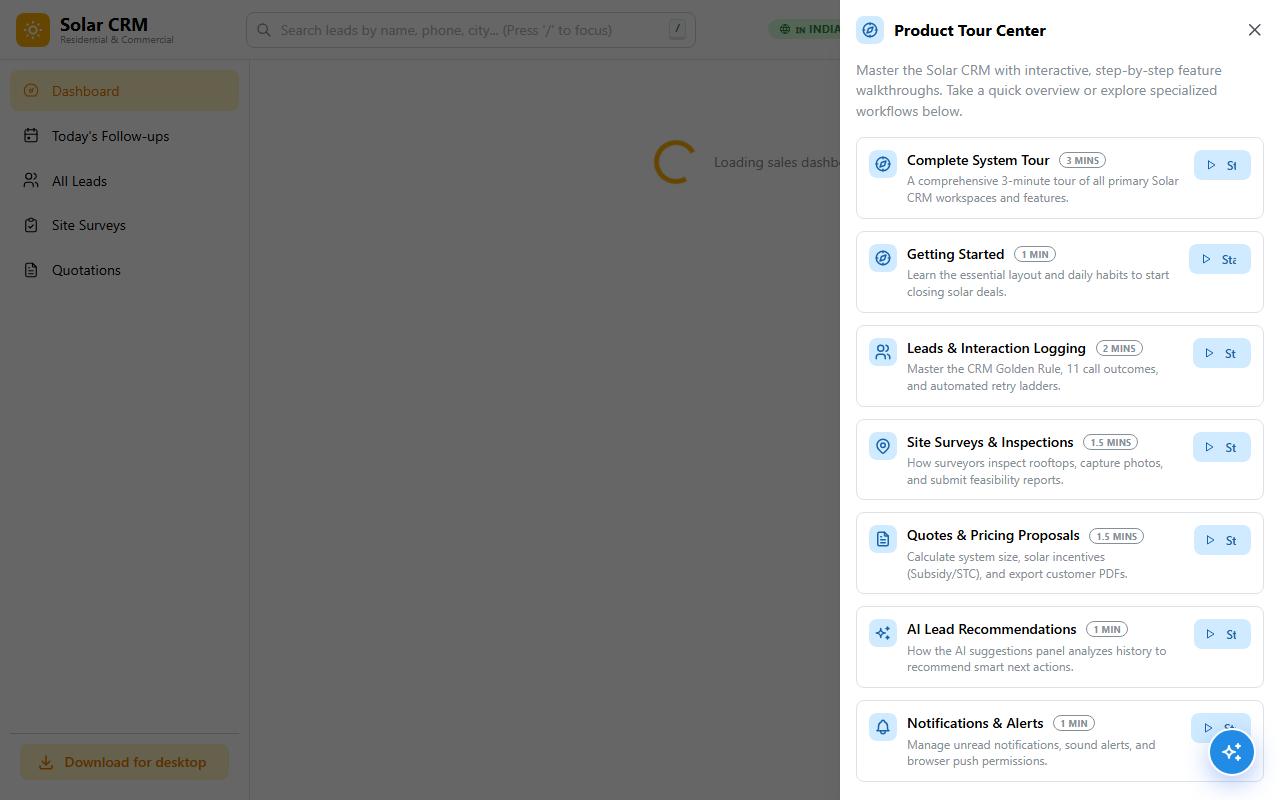 Solar CRM
Residential & Commercial
Search leads by name, phone, city... (Press '/' to focus)
/
IN INDIA
Dashboard
Today's Follow-ups
All Leads
Site Surveys
Quotations
Download for desktop
Loading sales dashb
Product Tour Center
Master the Solar CRM with interactive, step-by-step feature
walkthroughs. Take a quick overview or explore specialized
workflows below.
Complete System Tour 3 MINS
St
A comprehensive 3-minute tour of all primary Solar
CRM workspaces and features.
Getting Started 1 MIN
Sta
Learn the essential layout and daily habits to start
closing solar deals.
Leads & Interaction Logging 2 MINS
St
Master the CRM Golden Rule, 11 call outcomes,
and automated retry ladders.
Site Surveys & Inspections 1.5 MINS
St
How surveyors inspect rooftops, capture photos,
and submit feasibility reports.
Quotes & Pricing Proposals 1.5 MINS
St
Calculate system size, solar incentives
(Subsidy/STC), and export customer PDFs.
AI Lead Recommendations 1 MIN
St
How the AI suggestions panel analyzes history to
recommend smart next actions.
Notifications & Alerts 1 MIN
Manage unread notifications, sound alerts, and
browser push permissions.